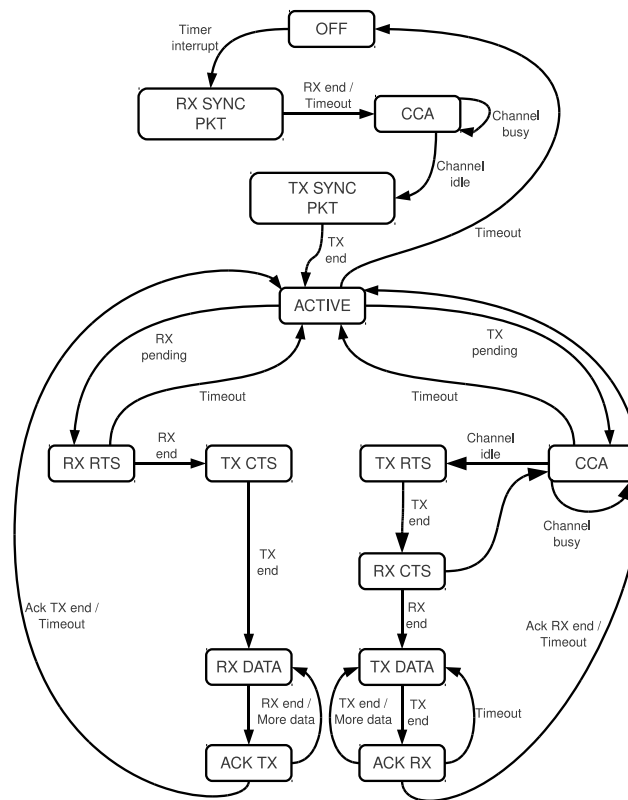 OFF
Timer
interrupt
RX SYNC
PKT
RX end /
Timeout
CCA
Channel
busy
Channel
idle
TX SYNC
PKT
TX
end
Timeout
ACTIVE
RX
pending
TX
pending
Timeout
Timeout
RX RTS
RX
end
TX CTS
TX RTS
Channel
idle
CCA
TX
end
Channel
busy
TX
end
RX CTS
Ack TX end /
Timeout
RX
end
Ack RX end /
Timeout
RX DATA
TX DATA
RX end /
More data
TX end /
More data
TX
end
Timeout
ACK TX
ACK RX